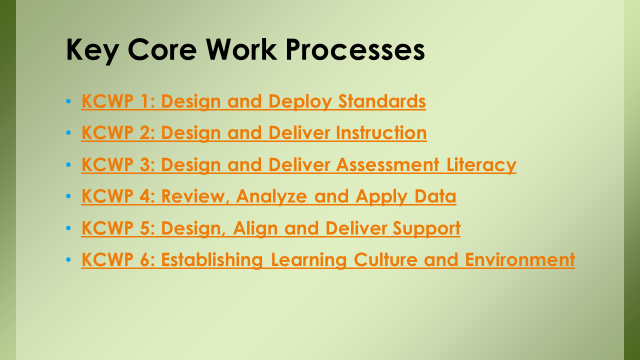 Key Core Work Processes
• KCWP 1: Design and Deploy Standards
• KCWP 2: Design and Deliver Instruction
• KCWP 3: Design and Deliver Assessment Literacy
• KCWP 4: Review, Analyze and Apply Data
• KCWP 5: Design, Align and Deliver Support
• KCWP 6: Establishing Learning Culture and Environment